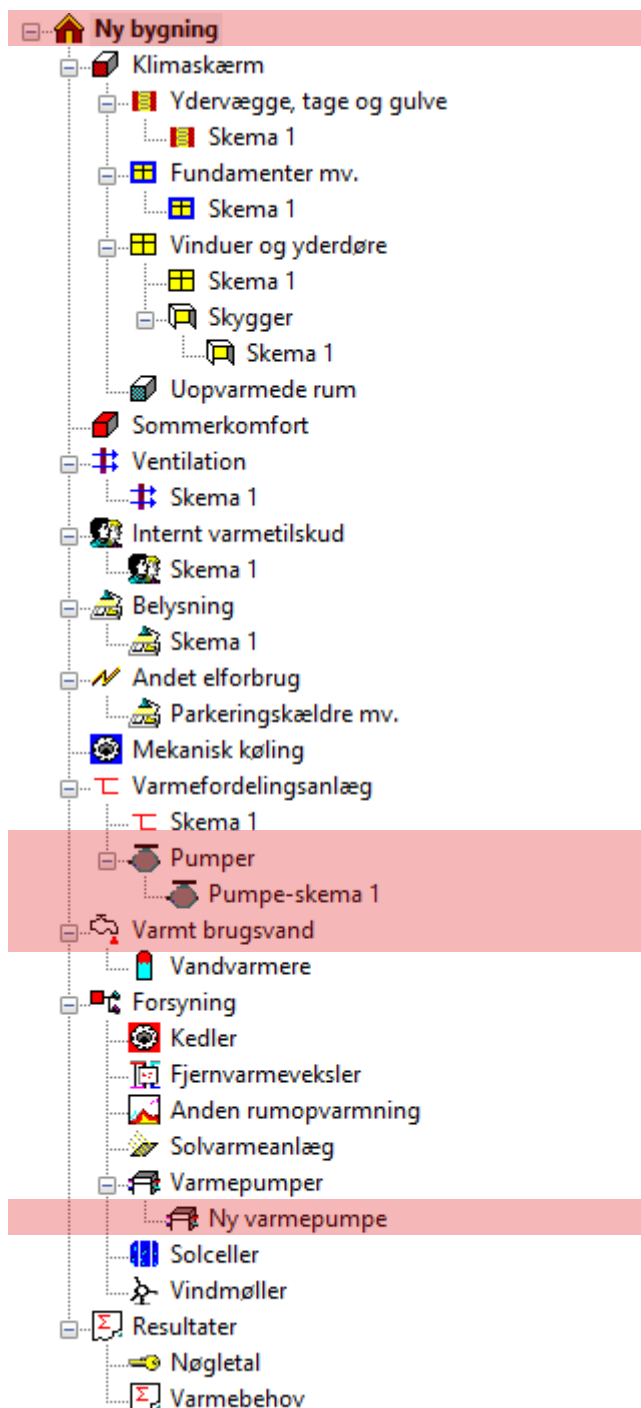 Ny bygning
Klimaskærm
Ydervægge, tage og gulve
Skema 1
Fundamenter mv.
Skema 1
Vinduer og yderdøre
Skema 1
Skygger
Skema 1
Uopvarmede rum
Sommerkomfort
Ventilation
Skema 1
Internt varmetilskud
Skema 1
Belysning
Skema 1
Andet elforbrug
Parkeringskældre mv.
Mekanisk køling
Varmefordelingsanlæg
Skema 1
Pumper
Pumpe-skema 1
Varmt brugsvand
Vandvarmere
Forsyning
Kedler
Fjernvarmeveksler
Anden rumopvarmning
Solvarmeanlæg
Varmepumper
Ny varmepumpe
Solceller
Vindmøller
Resultater
Nøgletal
Varmebehov